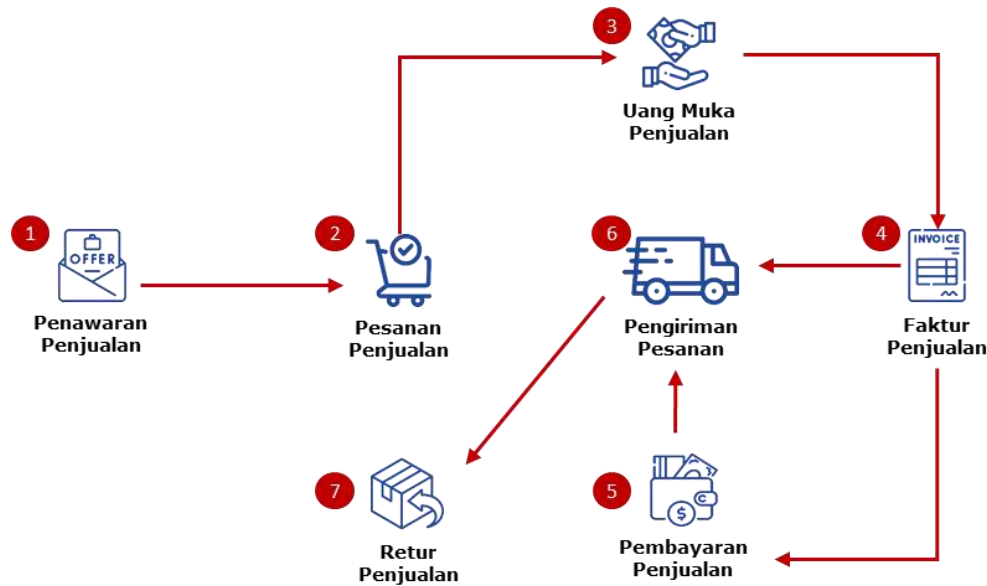 1
OFFER
Penawaran
Penjualan
2
Pesanan
Penjualan
3
Uang Muka
Penjualan
4
INVOICE
Faktur
Penjualan
5
$
Pembayaran
Penjualan
6
Pengiriman
Pesanan
7
Retur
Penjualan